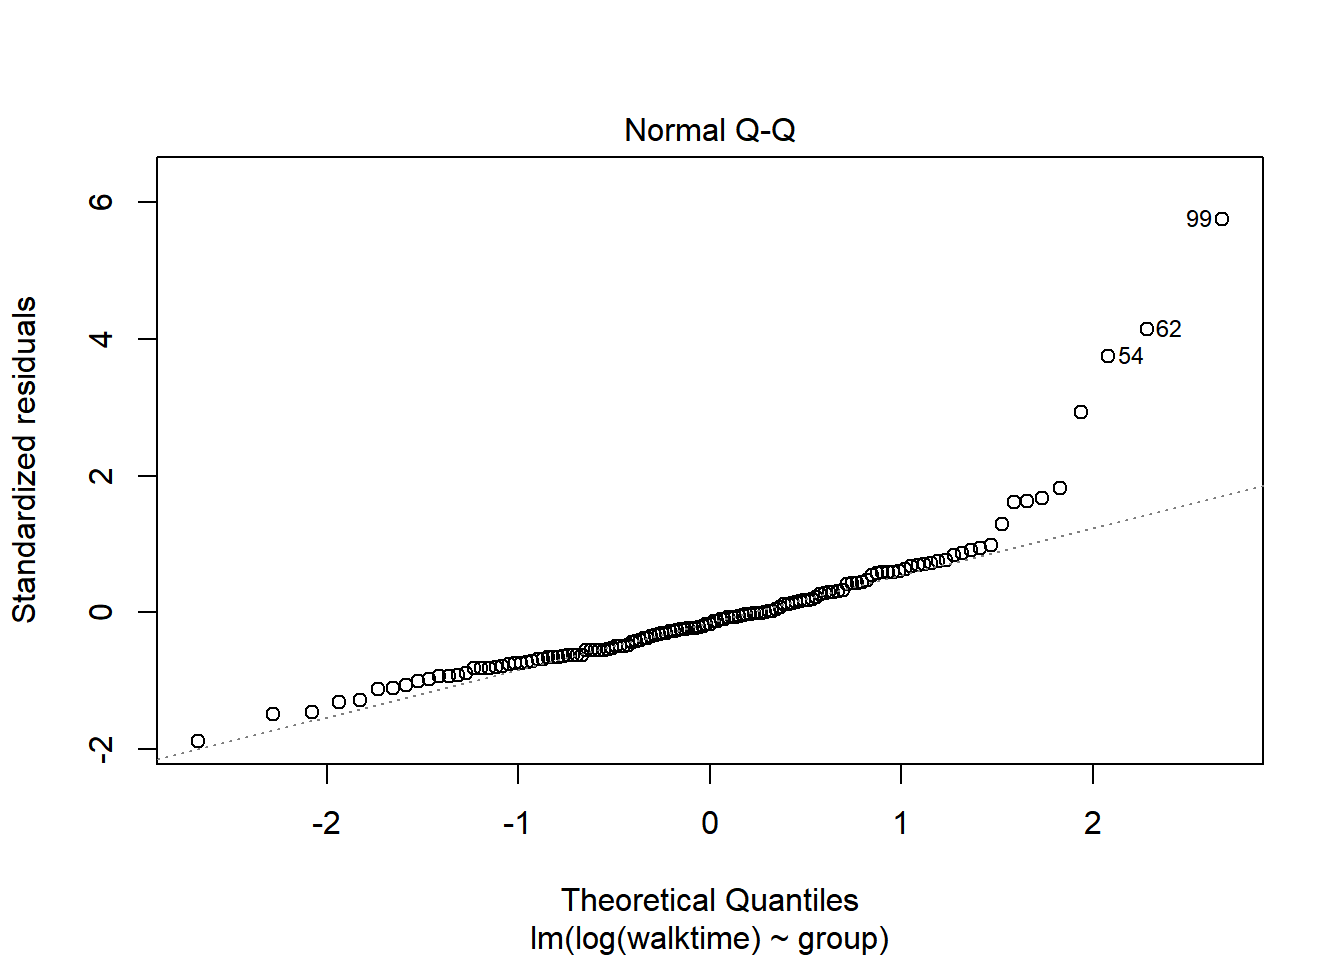 Normal Q-Q
Standardized residuals
6
4
2
0
-2
99
62
54
-2 -1 0 1 2
Theoretical Quantiles
lm(log(walktime) ~ group)